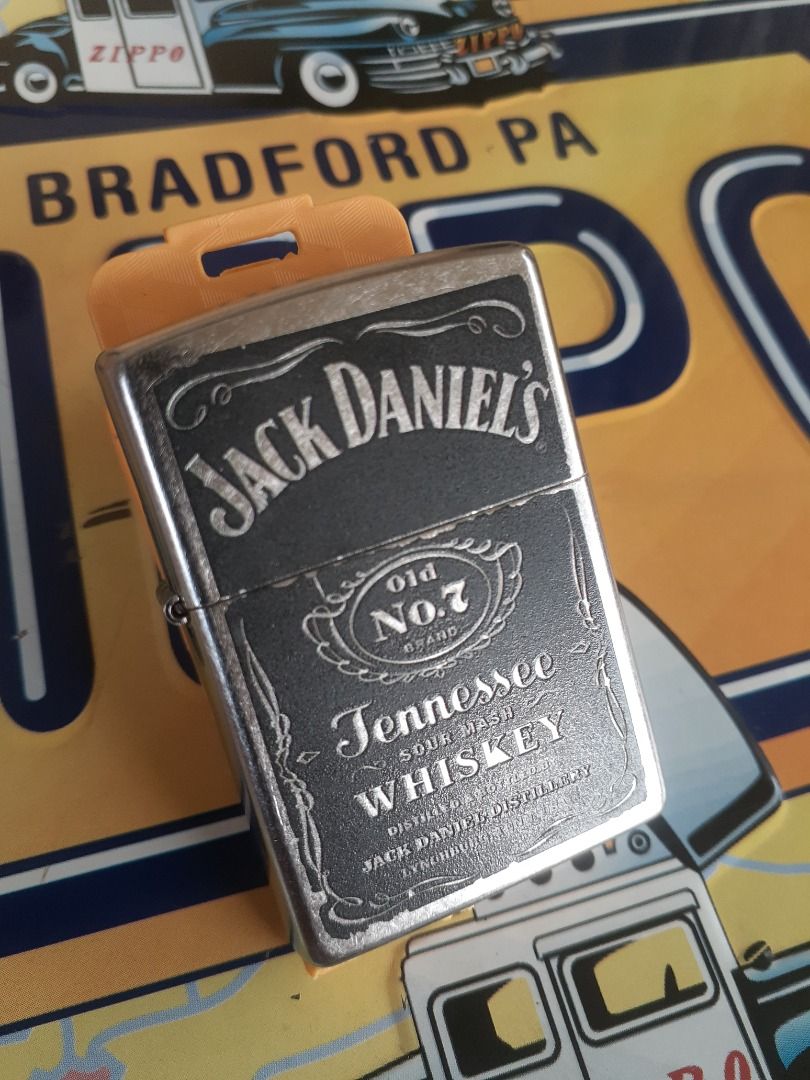 ZIPPO
ZIPPO
BRADFORD PA
JACK DANIEL'S
Old
No.7
BRAND
Tennessee
SOUR MASH
WHISKEY
JACK DANIEL DISTILLERY